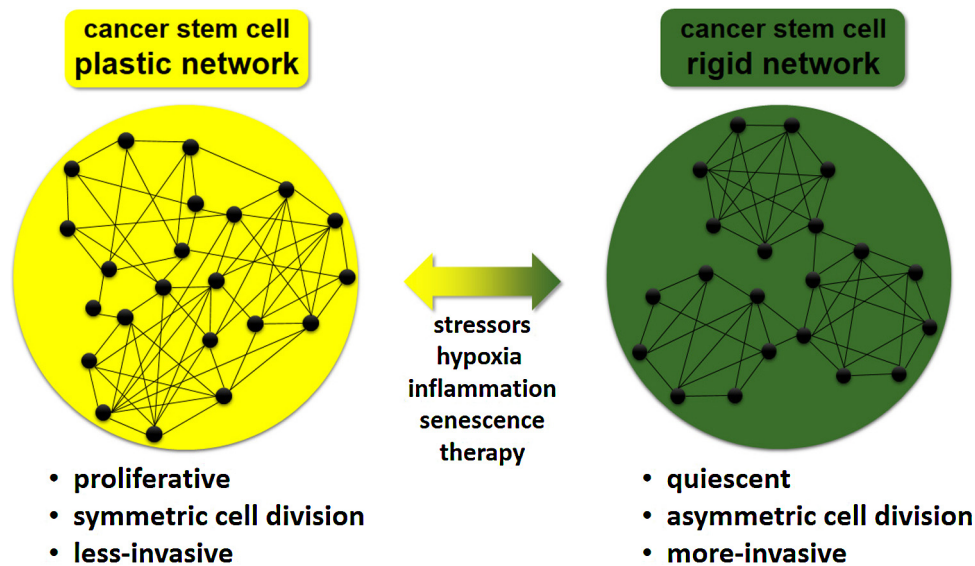 cancer stem cell
plastic network
cancer stem cell
rigid network
stressors
hypoxia
inflammation
senescence
therapy
• proliferative
• symmetric cell division
• less-invasive
• quiescent
• asymmetric cell division
• more-invasive